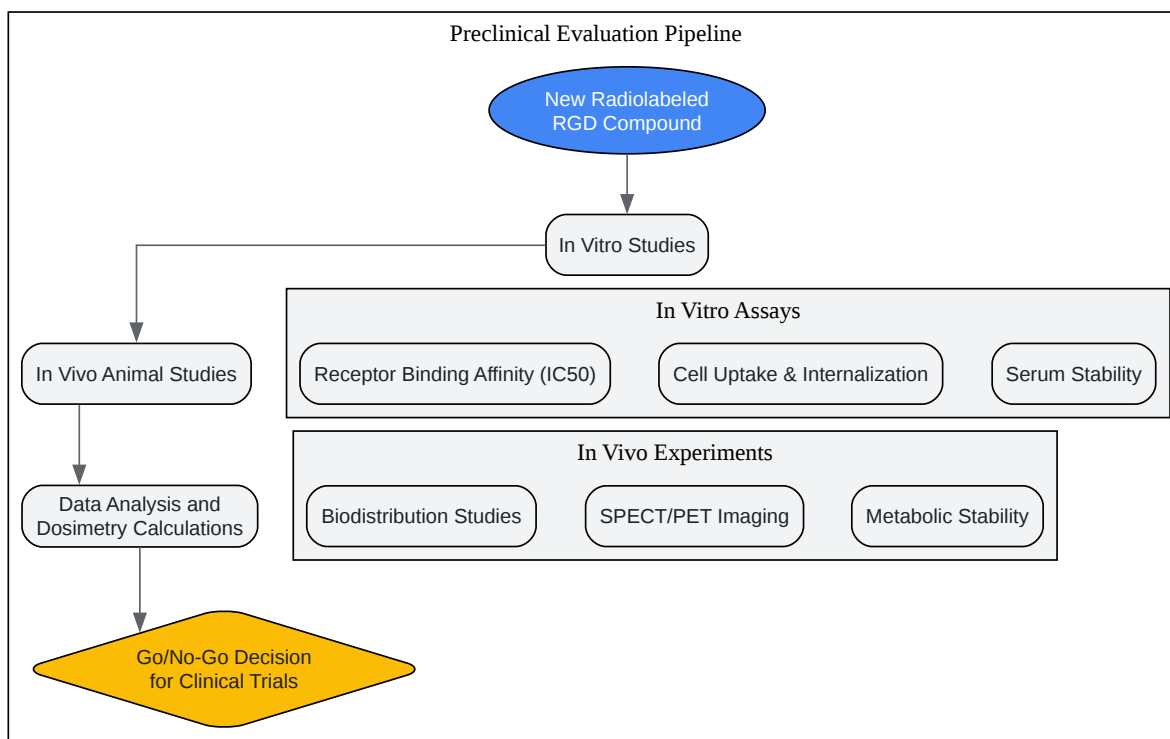 Preclinical Evaluation Pipeline
New Radiolabeled
RGD Compound
In Vitro Studies
In Vitro Assays
In Vivo Animal Studies
Receptor Binding Affinity (IC50)
Cell Uptake & Internalization
Serum Stability
In Vivo Experiments
Data Analysis and
Dosimetry Calculations
Biodistribution Studies
SPECT/PET Imaging
Metabolic Stability
Go/No-Go Decision
for Clinical Trials